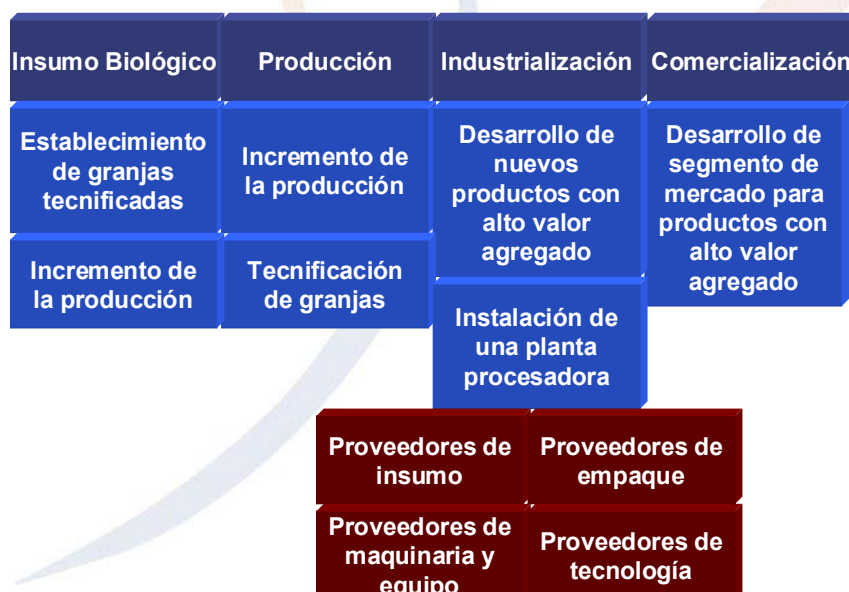 Insumo Biológico
Producción
Industrialización
Comercialización
Establecimiento
de granjas
tecnificadas
Incremento de
la producción
Desarrollo de
nuevos
productos con
alto valor
agregado
Desarrollo de
segmento de
mercado para
productos con
alto valor
agregado
Incremento de
la producción
Tecnificación
de granjas
Instalación de
una planta
procesadora
Proveedores de
insumo
Proveedores de
empaque
Proveedores de
maquinaria y
equipo
Proveedores de
tecnología